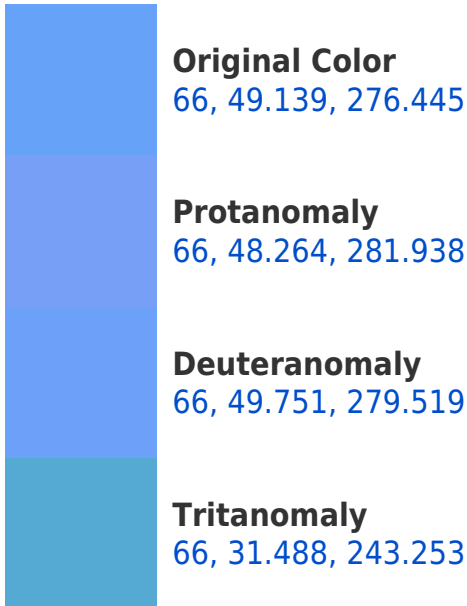 Original Color
66, 49.139, 276.445
Protanomaly
66, 48.264, 281.938
Deuteranomaly
66, 49.751, 279.519
Tritanomaly
66, 31.488, 243.253